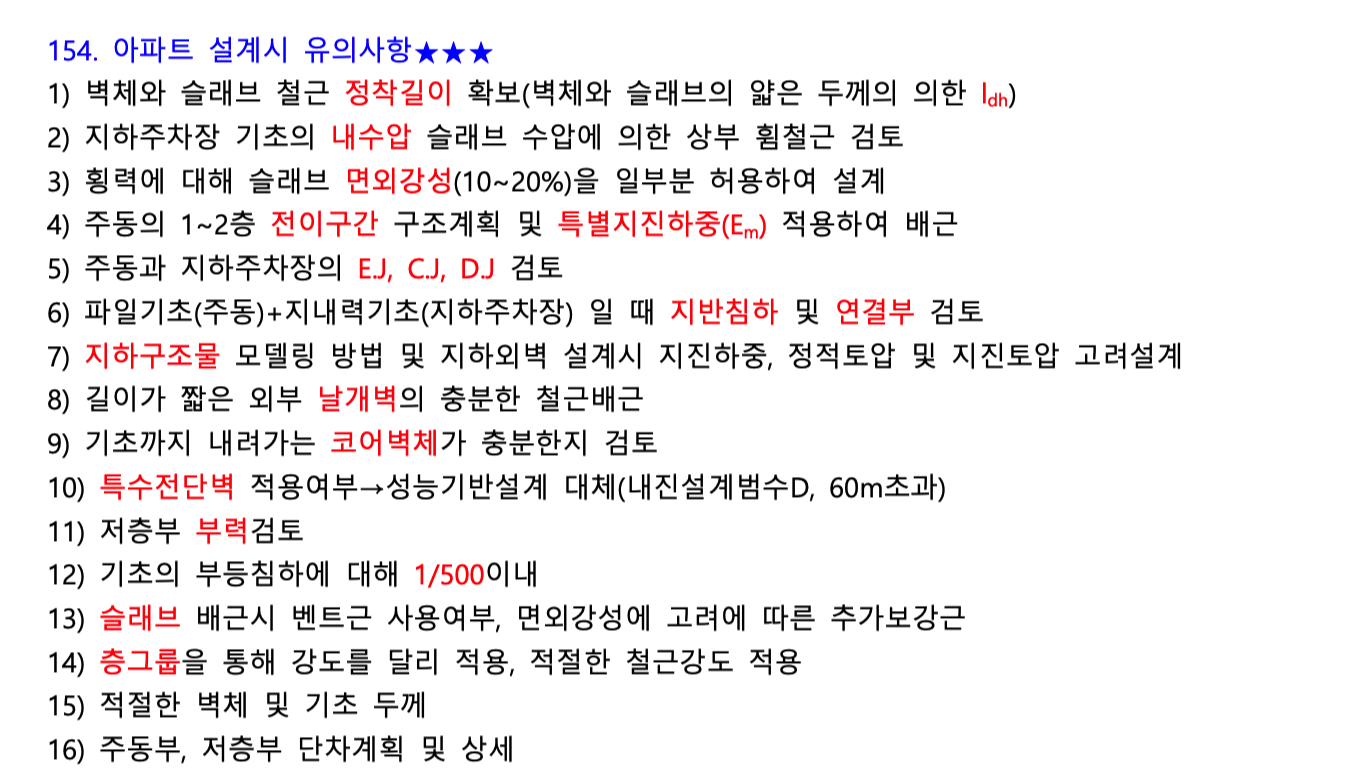 154. 아파트 설계시 유의사항★★★
1) 벽체와 슬래브 철근 정착길이 확보(벽체와 슬래브의 얇은 두께의 의한 ldh)
2) 지하주차장 기초의 내수압 슬래브 수압에 의한 상부 휨철근 검토
3) 횡력에 대해 슬래브 면외강성(10~20%)을 일부분 허용하여 설계
4) 주동의 1~2층 전이구간 구조계획 및 특별지진하중(Em) 적용하여 배근
5) 주동과 지하주차장의 E.J, C.J, D.J 검토
6) 파일기초(주동)+지내력기초(지하주차장) 일 때 지반침하 및 연결부 검토
7) 지하구조물 모델링 방법 및 지하외벽 설계시 지진하중, 정적토압 및 지진토압 고려설계
8) 길이가 짧은 외부 날개벽의 충분한 철근배근
9) 기초까지 내려가는 코어벽체가 충분한지 검토
10) 특수전단벽 적용여부→성능기반설계 대체(내진설계범수D, 60m초과)
11) 저층부 부력검토
12) 기초의 부등침하에 대해 1/500이내
13) 슬래브 배근시 벤트근 사용여부, 면외강성에 고려에 따른 추가보강근
14) 층그룹을 통해 강도를 달리 적용, 적절한 철근강도 적용
15) 적절한 벽체 및 기초 두께
16) 주동부, 저층부 단차계획 및 상세